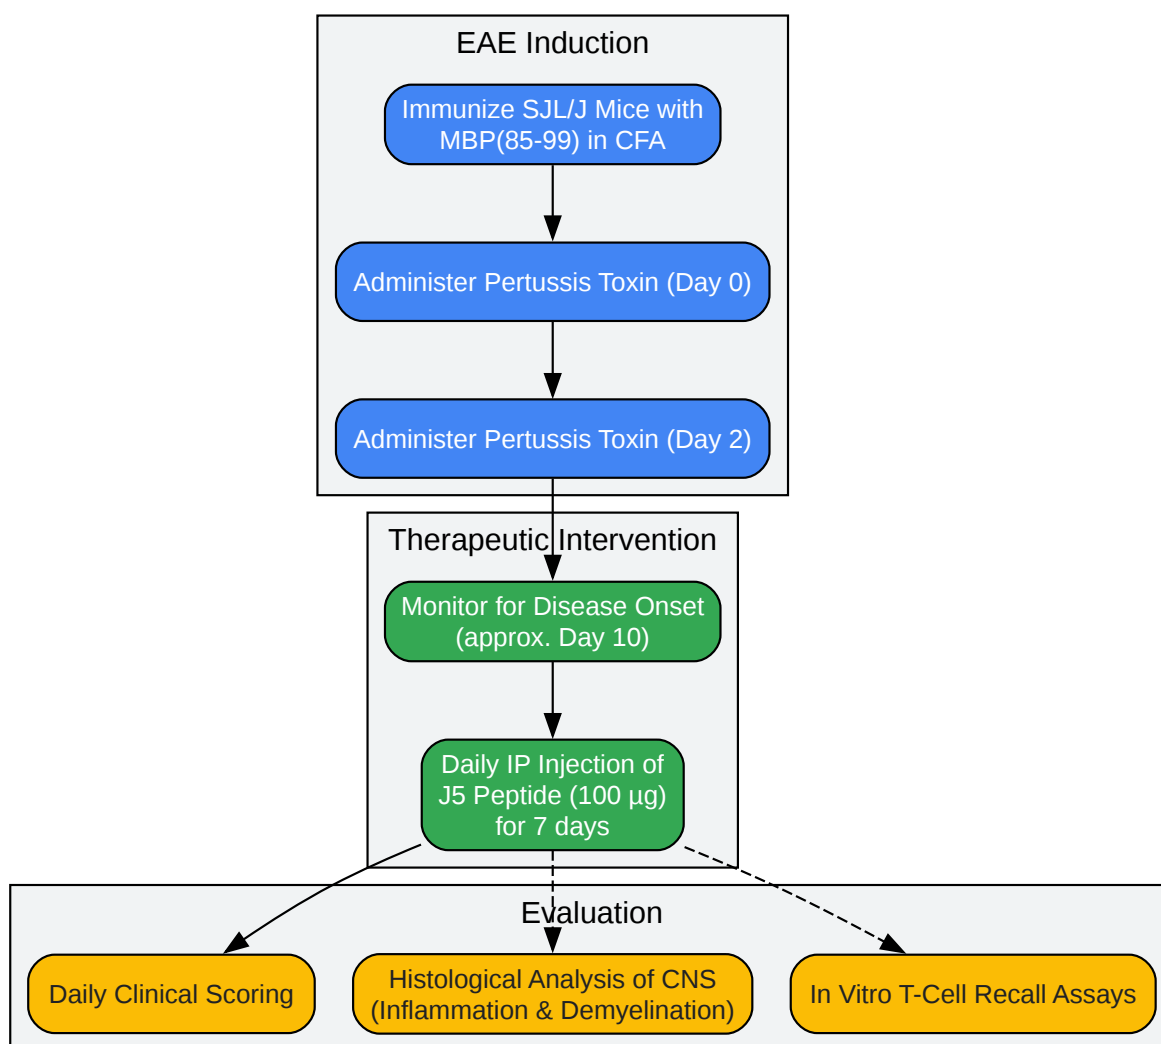 EAE Induction
Immunize SJL/J Mice with
MBP(85-99) in CFA
Administer Pertussis Toxin (Day 0)
Administer Pertussis Toxin (Day 2)
Therapeutic Intervention
Monitor for Disease Onset
(approx. Day 10)
Daily IP Injection of
J5 Peptide (100 µg)
for 7 days
Evaluation
Daily Clinical Scoring
Histological Analysis of CNS
(Inflammation & Demyelination)
In Vitro T-Cell Recall Assays